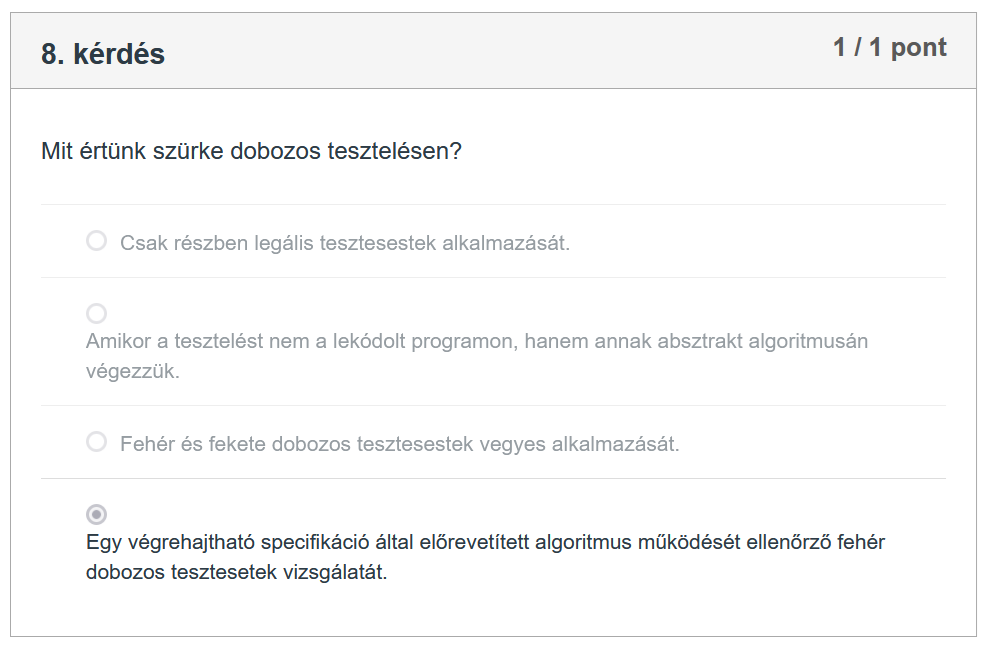 8. kérdés
1 / 1 pont
Mit értünk szürke dobozos tesztelésen?
Csak részben legális tesztesestek alkalmazását.
Amikor a tesztelést nem a lekódolt programon, hanem annak absztrakt algoritmusán
végezzük.
Fehér és fekete dobozos tesztesestek vegyes alkalmazását.
Egy végrehajtható specifikáció által előrevetített algoritmus működését ellenőrző fehér
dobozos tesztesetek vizsgálatát.